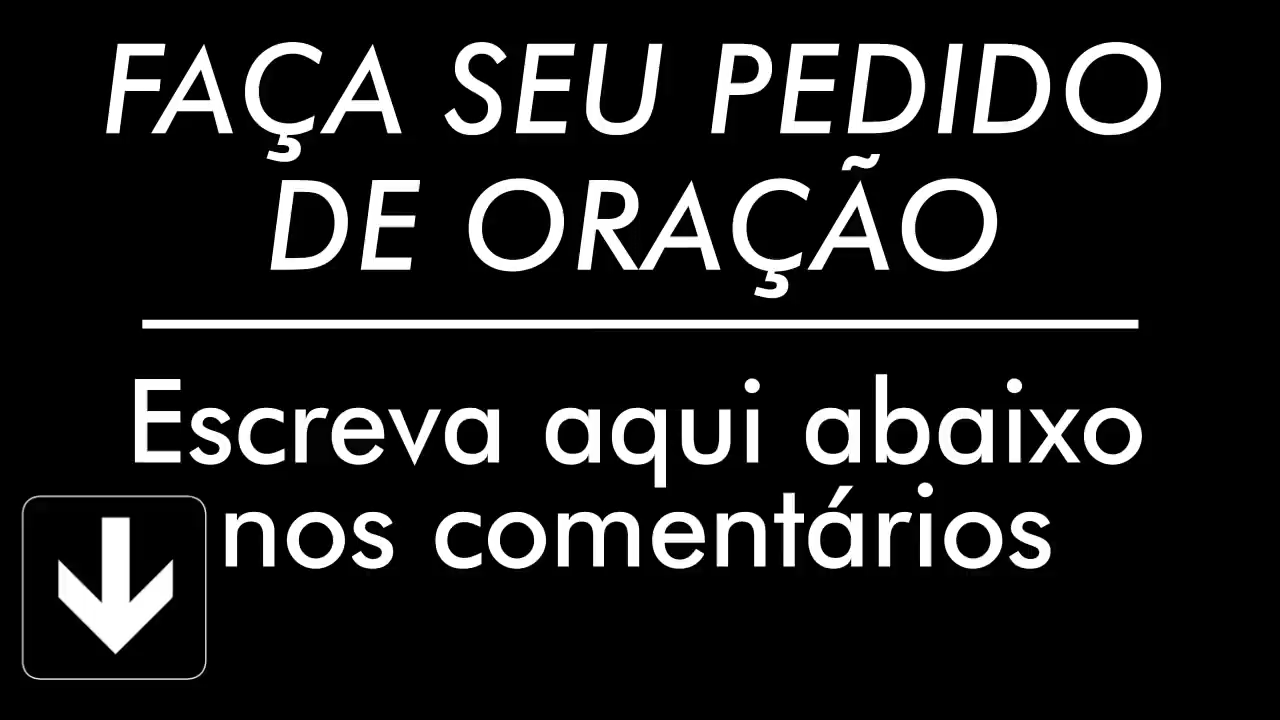 FAÇA SEU PEDIDO
DE ORAÇÃO
Escreva aqui abaixo
nos comentários